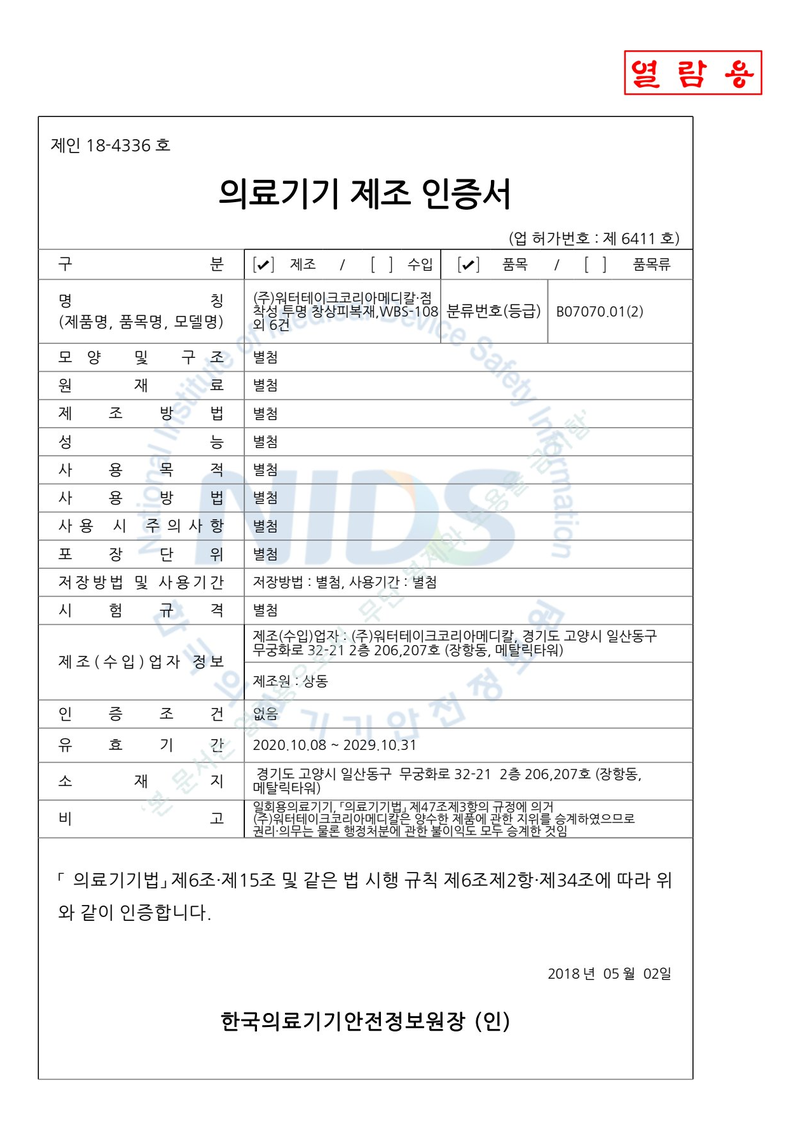 열 람 용
제인 18-4336 호
의료기기 제조 인증서
(업 허가번호 : 제 6411 호)
구 분 [✔] 제조 / [ ] 수입 [✔] 품목 / [ ] 품목류
명 칭
(제품명, 품목명, 모델명)
(주)워터테이크코리아메디칼·점
착성 투명 창상피복재,WBS-108
외 6건
분류번호(등급) B07070.01(2)
모 양 및 구 조 별첨
원 재 료 별첨
제 조 방 법 별첨
성 능 별첨
사 용 목 적 별첨
사 용 방 법 별첨
사 용 시 주 의 사 항 별첨
포 장 단 위 별첨
저장방법 및 사용기간 저장방법 : 별첨, 사용기간 : 별첨
시 험 규 격 별첨
제조(수입)업자 정보
제조(수입)업자 : (주)워터테이크코리아메디칼, 경기도 고양시 일산동구
무궁화로 32-21 2층 206,207호 (장항동, 메탈릭타워)
제조원 : 상동
인 증 조 건 없음
유 효 기 간 2020.10.08 ~ 2029.10.31
소 재 지
경기도 고양시 일산동구 무궁화로 32-21 2층 206,207호 (장항동,
메탈릭타워)
비 고
일회용의료기기, 「의료기기법」 제47조제3항의 규정에 의거
(주)워터테이크코리아메디칼은 양수한 제품에 관한 지위를 승계하였으므로
권리·의무는 물론 행정처분에 관한 불이익도 모두 승계한 것임
「 의료기기법」제6조·제15조 및 같은 법 시행 규칙 제6조제2항·제34조에 따라 위
와 같이 인증합니다.
2018 년 05 월 02일
한국의료기기안전정보원장 (인)
National Institute of Medical Device Safety Information
NIDS
한국의료기기안전정보원